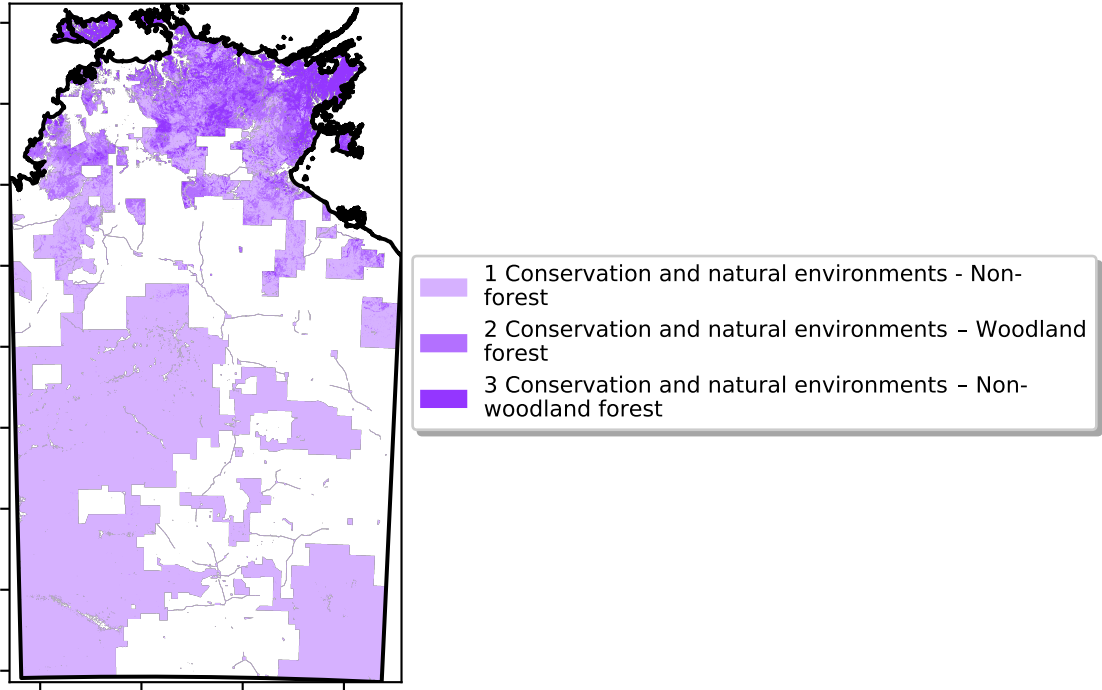 1 Conservation and natural environments - Non-
forest
2 Conservation and natural environments – Woodland
forest
3 Conservation and natural environments – Non-
woodland forest